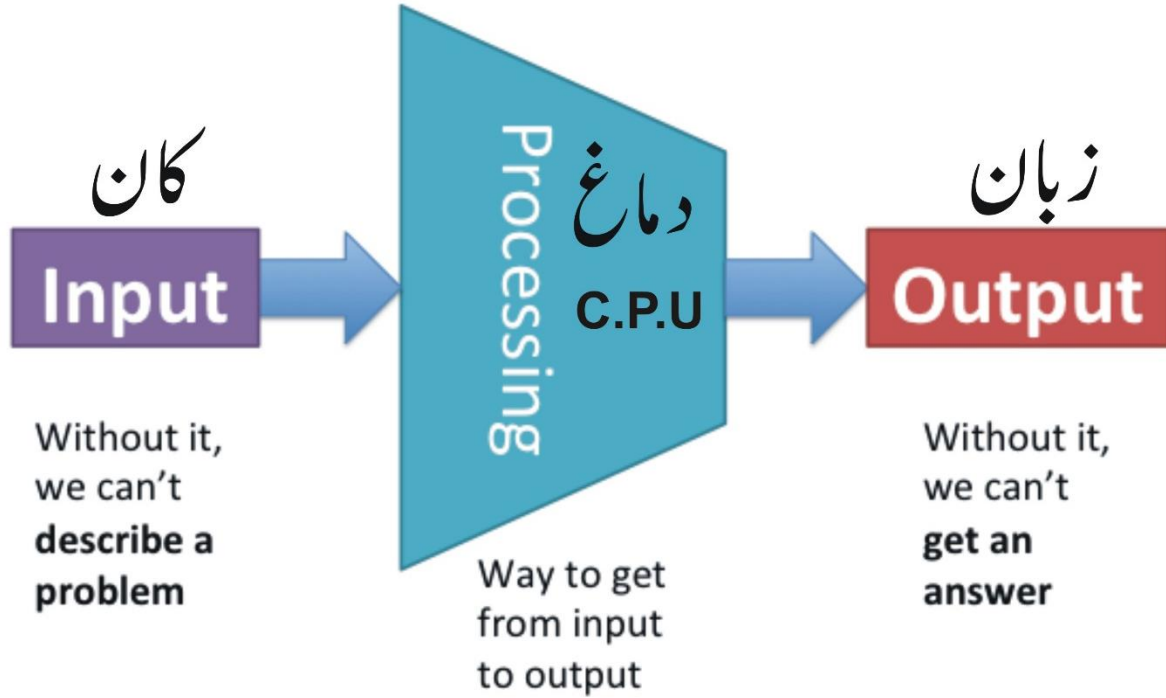 کان
Input
Without it,
we can't
describe a
problem
Processing
دماغ
C.P.U
Way to get
from input
to output
زبان
Output
Without it,
we can't
get an
answer